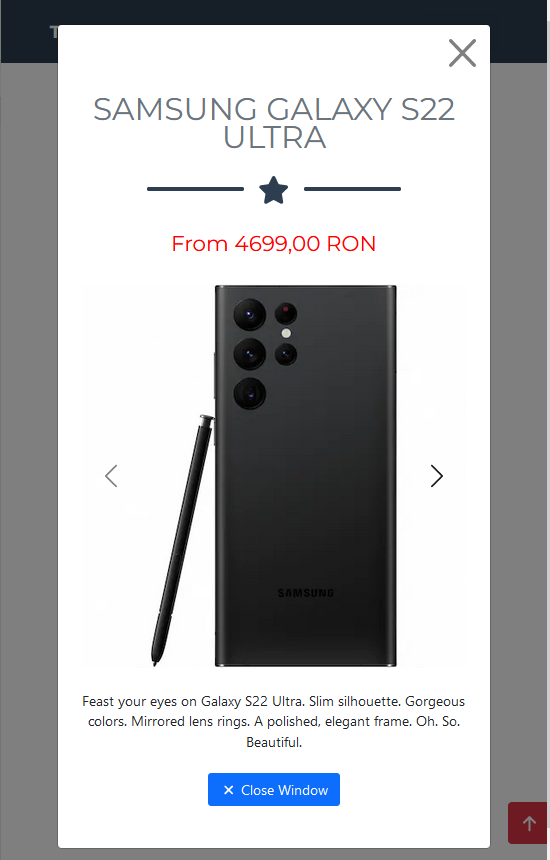 T
SAMSUNG GALAXY S22
ULTRA
From 4699,00 RON
SAMSUNG
Feast your eyes on Galaxy S22 Ultra. Slim silhouette. Gorgeous
colors. Mirrored lens rings. A polished, elegant frame. Oh. So.
Beautiful.
Close Window